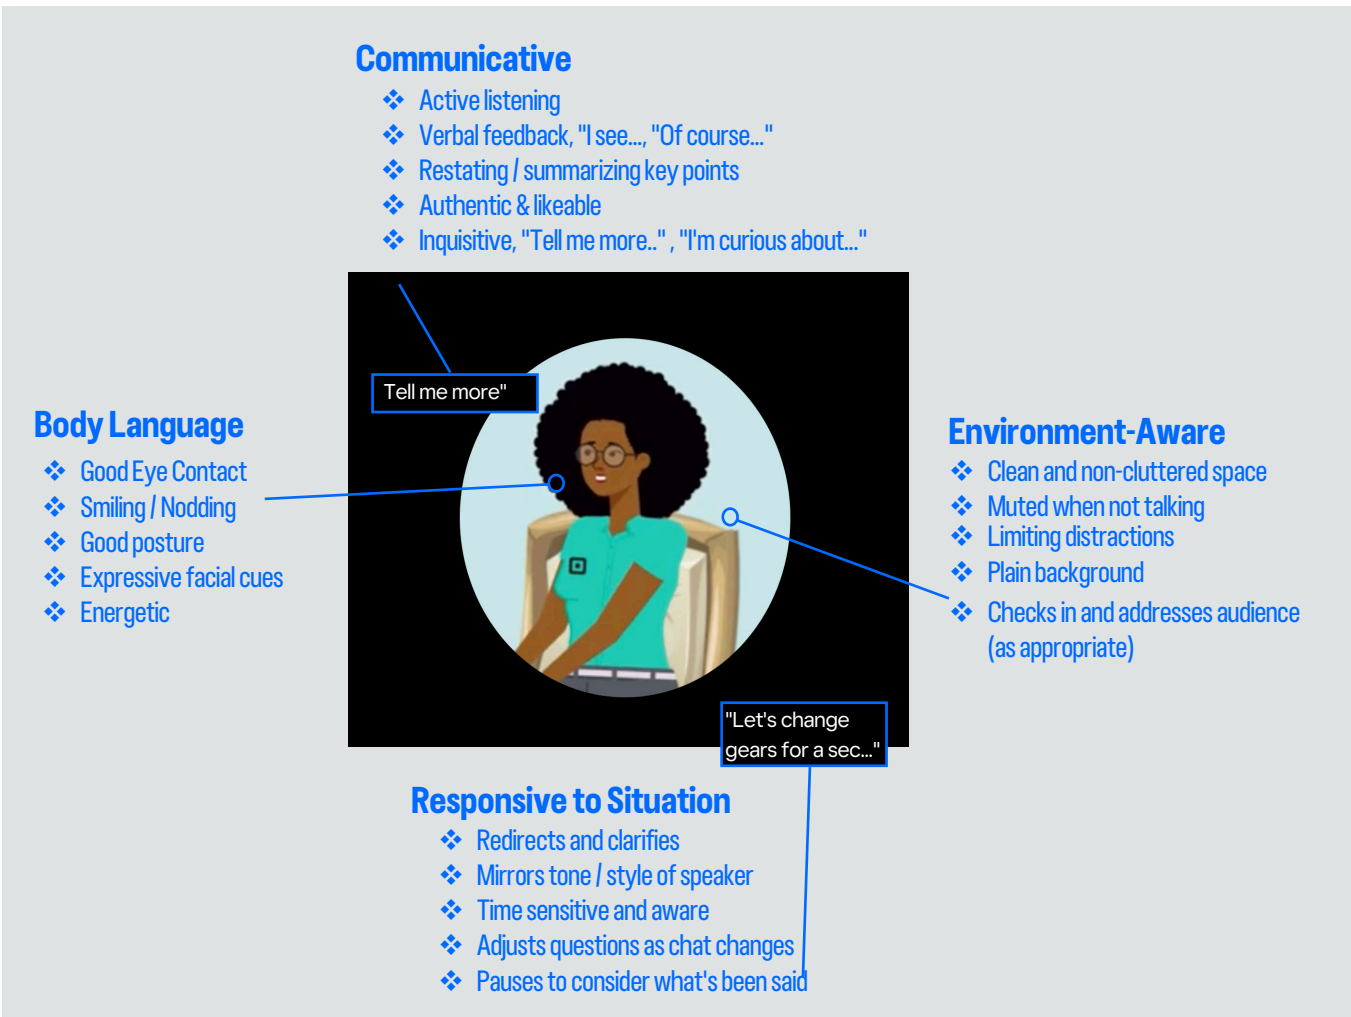 Communicative
❖ Active listening
❖ Verbal feedback, "I see..., "Of course..."
❖ Restating / summarizing key points
❖ Authentic & likeable
❖ Inquisitive, "Tell me more.." , "I'm curious about..."
Tell me more"
Body Language
❖ Good Eye Contact
❖ Smiling / Nodding
❖ Good posture
❖ Expressive facial cues
❖ Energetic
Environment-Aware
❖ Clean and non-cluttered space
❖ Muted when not talking
❖ Limiting distractions
❖ Plain background
❖ Checks in and addresses audience
(as appropriate)
"Let's change
gears for a sec..."
Responsive to Situation
❖ Redirects and clarifies
❖ Mirrors tone / style of speaker
❖ Time sensitive and aware
❖ Adjusts questions as chat changes
❖ Pauses to consider what's been said